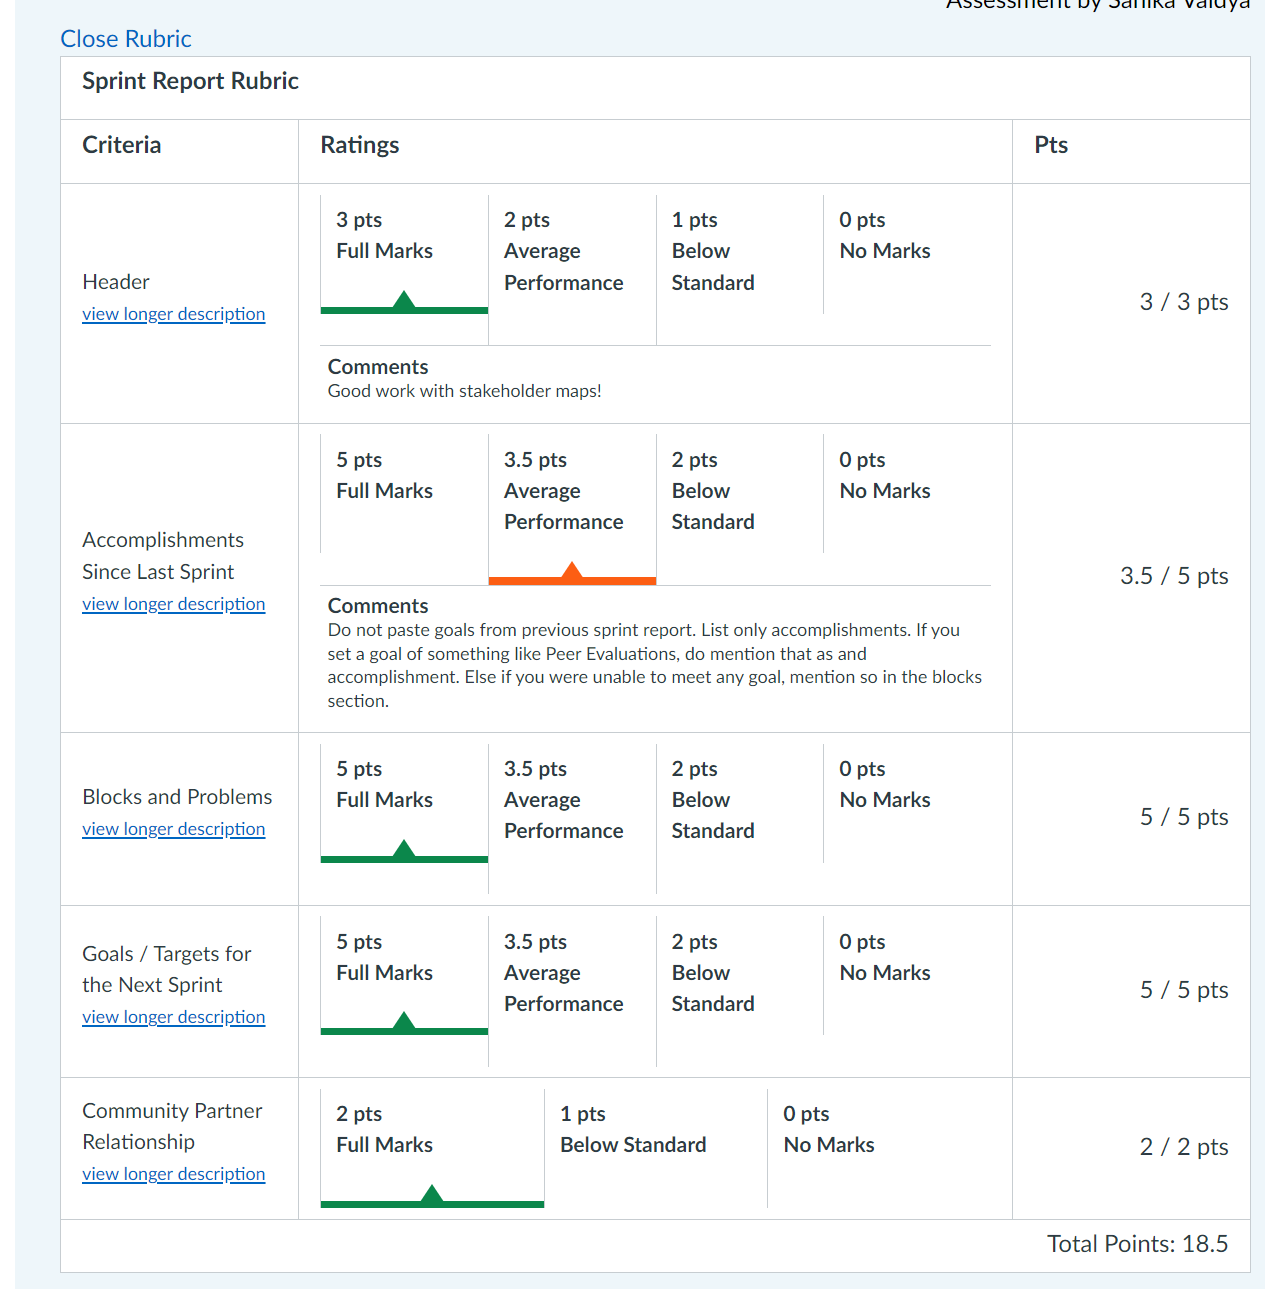 Assessment by Sanika Vaidya
Close Rubric
Sprint Report Rubric
Criteria
Ratings
Pts
Header
view longer description
3 pts
Full Marks
2 pts
Average
Performance
1 pts
Below
Standard
0 pts
No Marks
Comments
Good work with stakeholder maps!
3 / 3 pts
Accomplishments
Since Last Sprint
view longer description
5 pts
Full Marks
3.5 pts
Average
Performance
2 pts
Below
Standard
0 pts
No Marks
Comments
Do not paste goals from previous sprint report. List only accomplishments. If you
set a goal of something like Peer Evaluations, do mention that as and
accomplishment. Else if you were unable to meet any goal, mention so in the blocks
section.
3.5 / 5 pts
Blocks and Problems
view longer description
5 pts
Full Marks
3.5 pts
Average
Performance
2 pts
Below
Standard
0 pts
No Marks
5 / 5 pts
Goals / Targets for
the Next Sprint
view longer description
5 pts
Full Marks
3.5 pts
Average
Performance
2 pts
Below
Standard
0 pts
No Marks
5 / 5 pts
Community Partner
Relationship
view longer description
2 pts
Full Marks
1 pts
Below Standard
0 pts
No Marks
2 / 2 pts
Total Points: 18.5